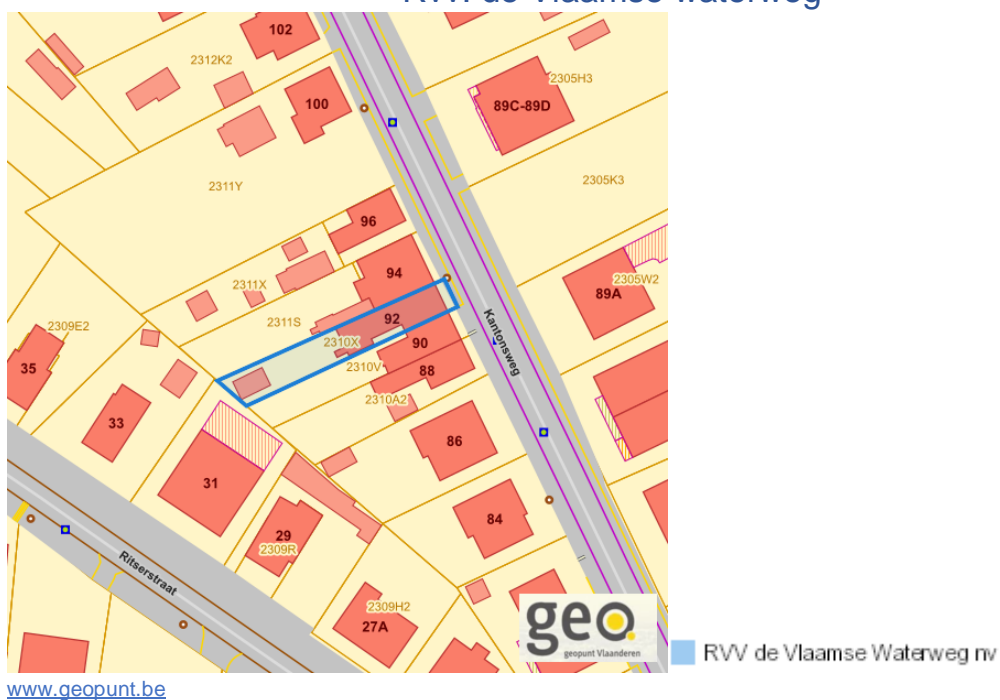 RVV de Vlaamse Waterweg
102
2312K2
2305H3
100
89C-89D
2311Y
2305K3
96
94
2305W2
89A
2311X
2311S
92
2309E2
2310X
Kantonsweg
90
35
2310V
88
2310A2
33
86
31
84
29
2309R
Ritserstraat
2309H2
27A
geo
geopunt Vlaanderen
RVV de Vlaamse Waterweg nv
www.geopunt.be